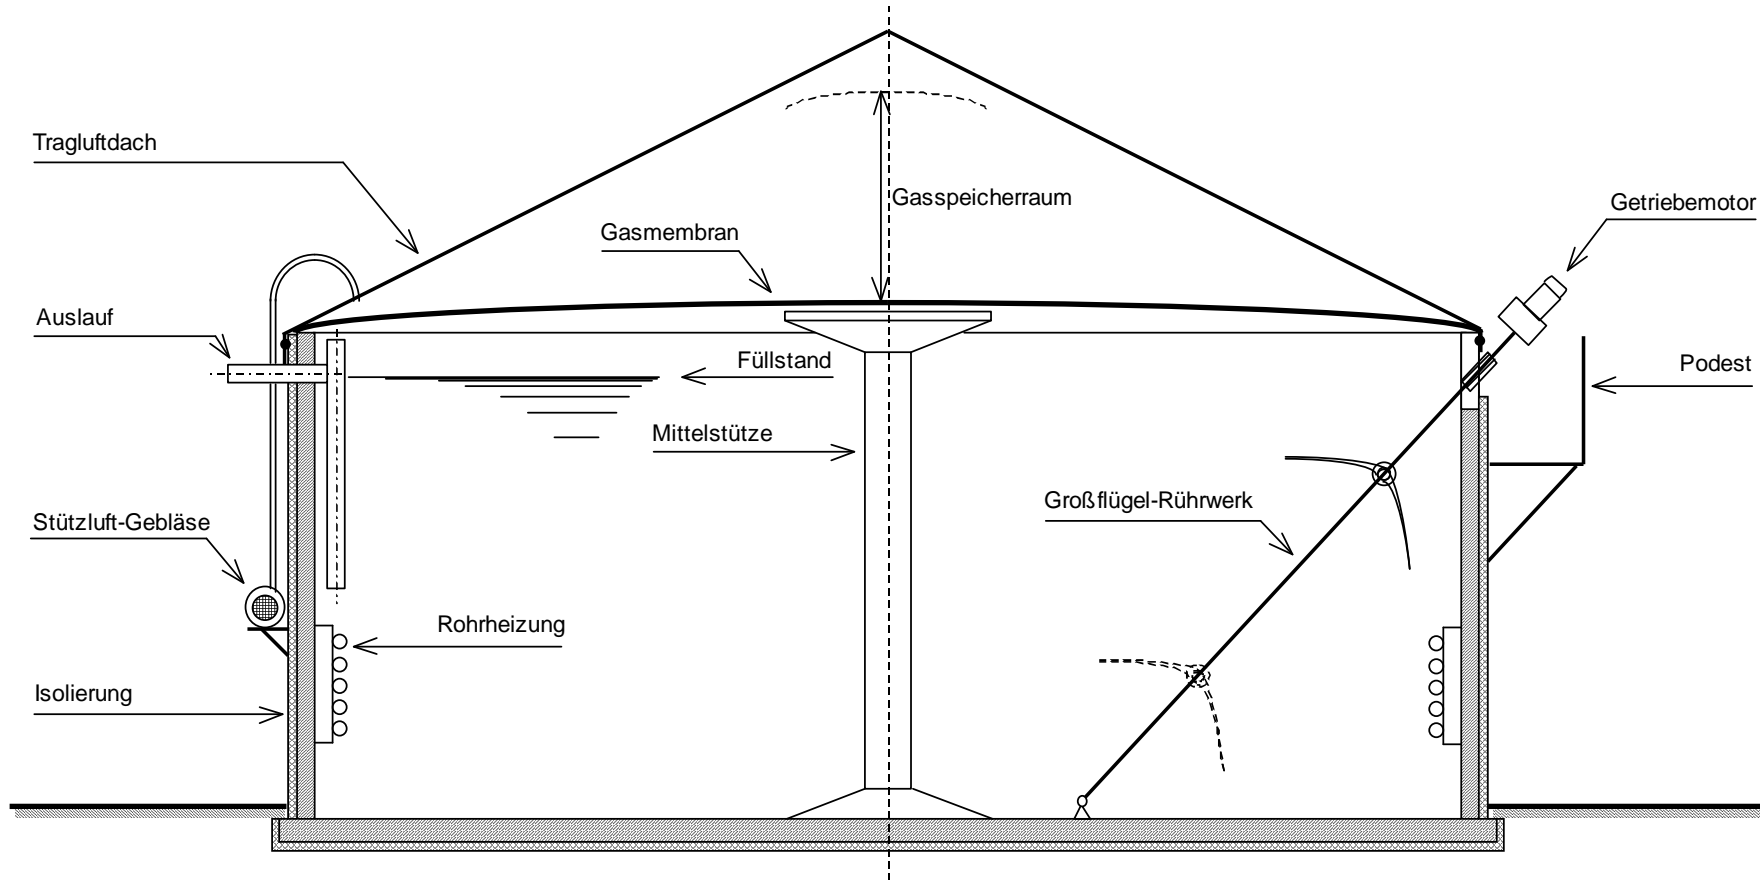 Tragluftdach
Gasspeicherraum
Getriebemotor
Gasmembran
Auslauf
Füllstand
Podest
Mittelstütze
Großflügel-Rührwerk
Stützluft-Gebläse
Rohrheizung
Isolierung